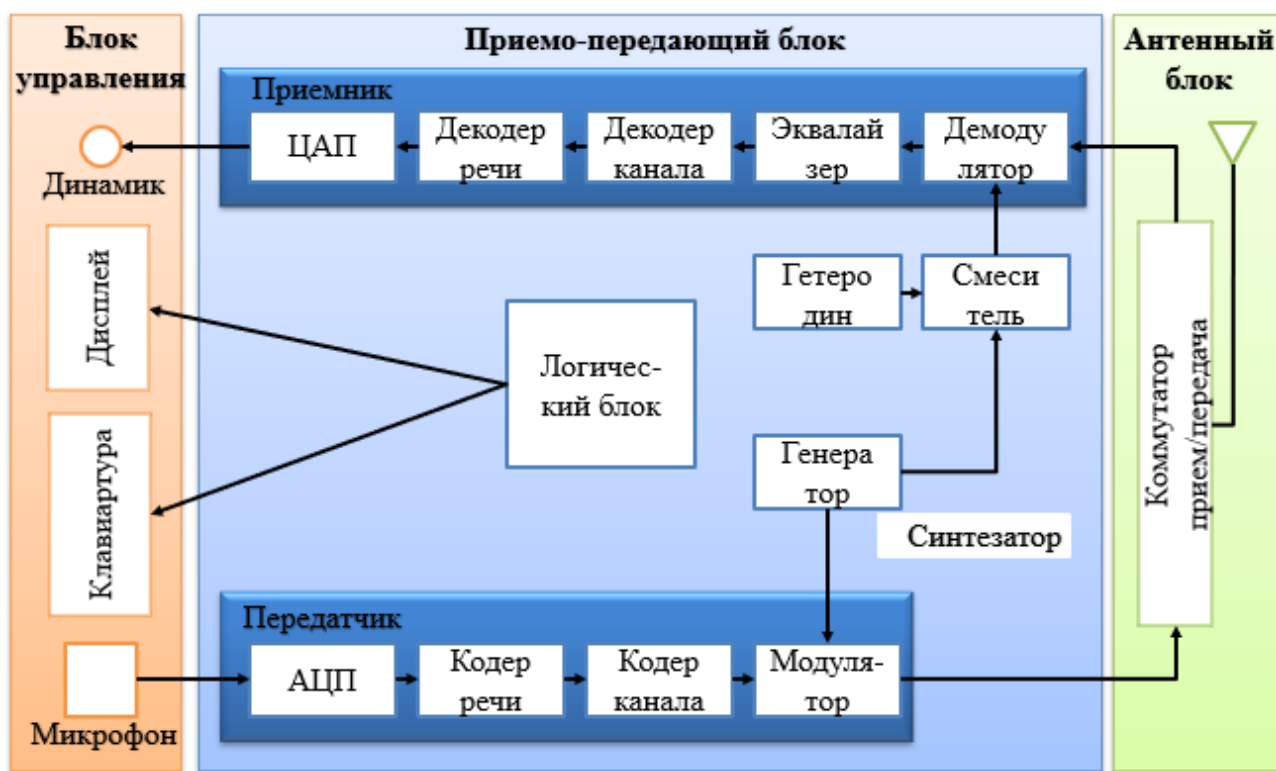 Блок
управления
Динамик
Дисплей
Клавиартура
Микрофон
Приемо-передающий блок
Приемник
ЦАП
Декодер
речи
Декодер
канала
Эквалай
зер
Демоду
лятор
Гетеро
дин
Смеси
тель
Логичес-
кий блок
Генера
тор
Синтезатор
Передатчик
АЦП
Кодер
речи
Кодер
канала
Модуля-
тор
Антенный
блок
Коммутатор
прием/передача